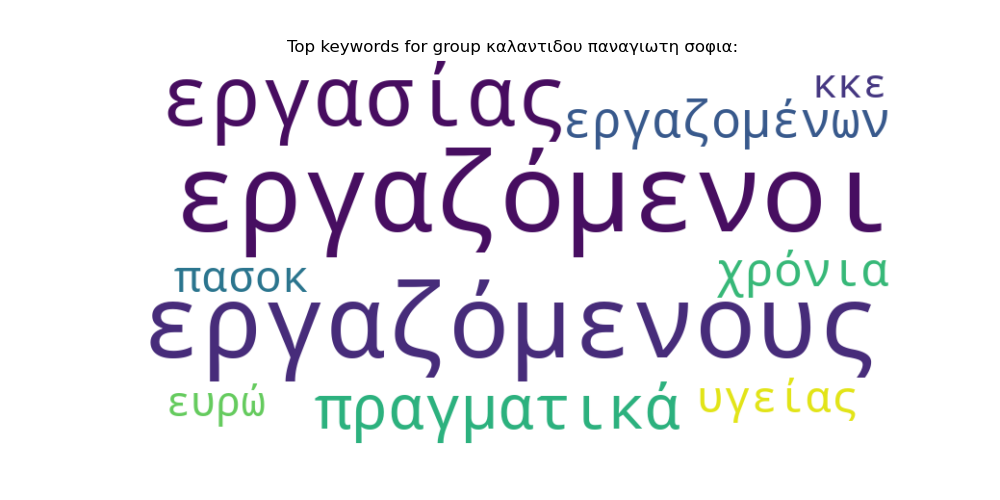 Top keywords for group καλαντιδου παναγιωτη σοφια:
εργασίας
κκε
εργαζομένων
εργαζόμενοι
πασοκ
χρόνια
εργαζόμενους
ευρώ
πραγματικά
υγείας